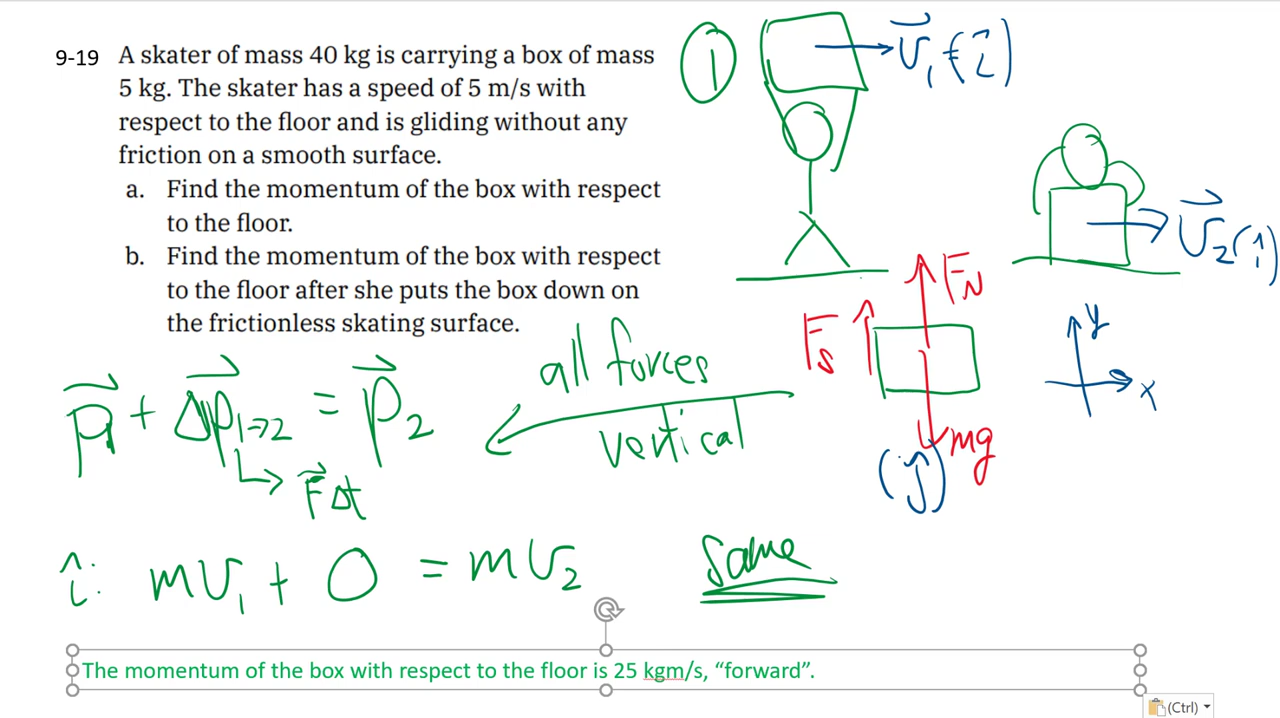 9-19 A skater of mass 40 kg is carrying a box of mass
5 kg. The skater has a speed of 5 m/s with
respect to the floor and is gliding without any
friction on a smooth surface.
a. Find the momentum of the box with respect
to the floor.
b. Find the momentum of the box with respect
to the floor after she puts the box down on
the frictionless skating surface.
1
v⃗₁(î)
v⃗₂(î)
F_N
F_s
mg
(ĵ)
y
x
all forces
vertical
p⃗₁ + Δp⃗₁→₂ = p⃗₂
F⃗Δt
î: mv₁ + 0 = mv₂ same
The momentum of the box with respect to the floor is 25 kgm/s, “forward”.
(Ctrl)